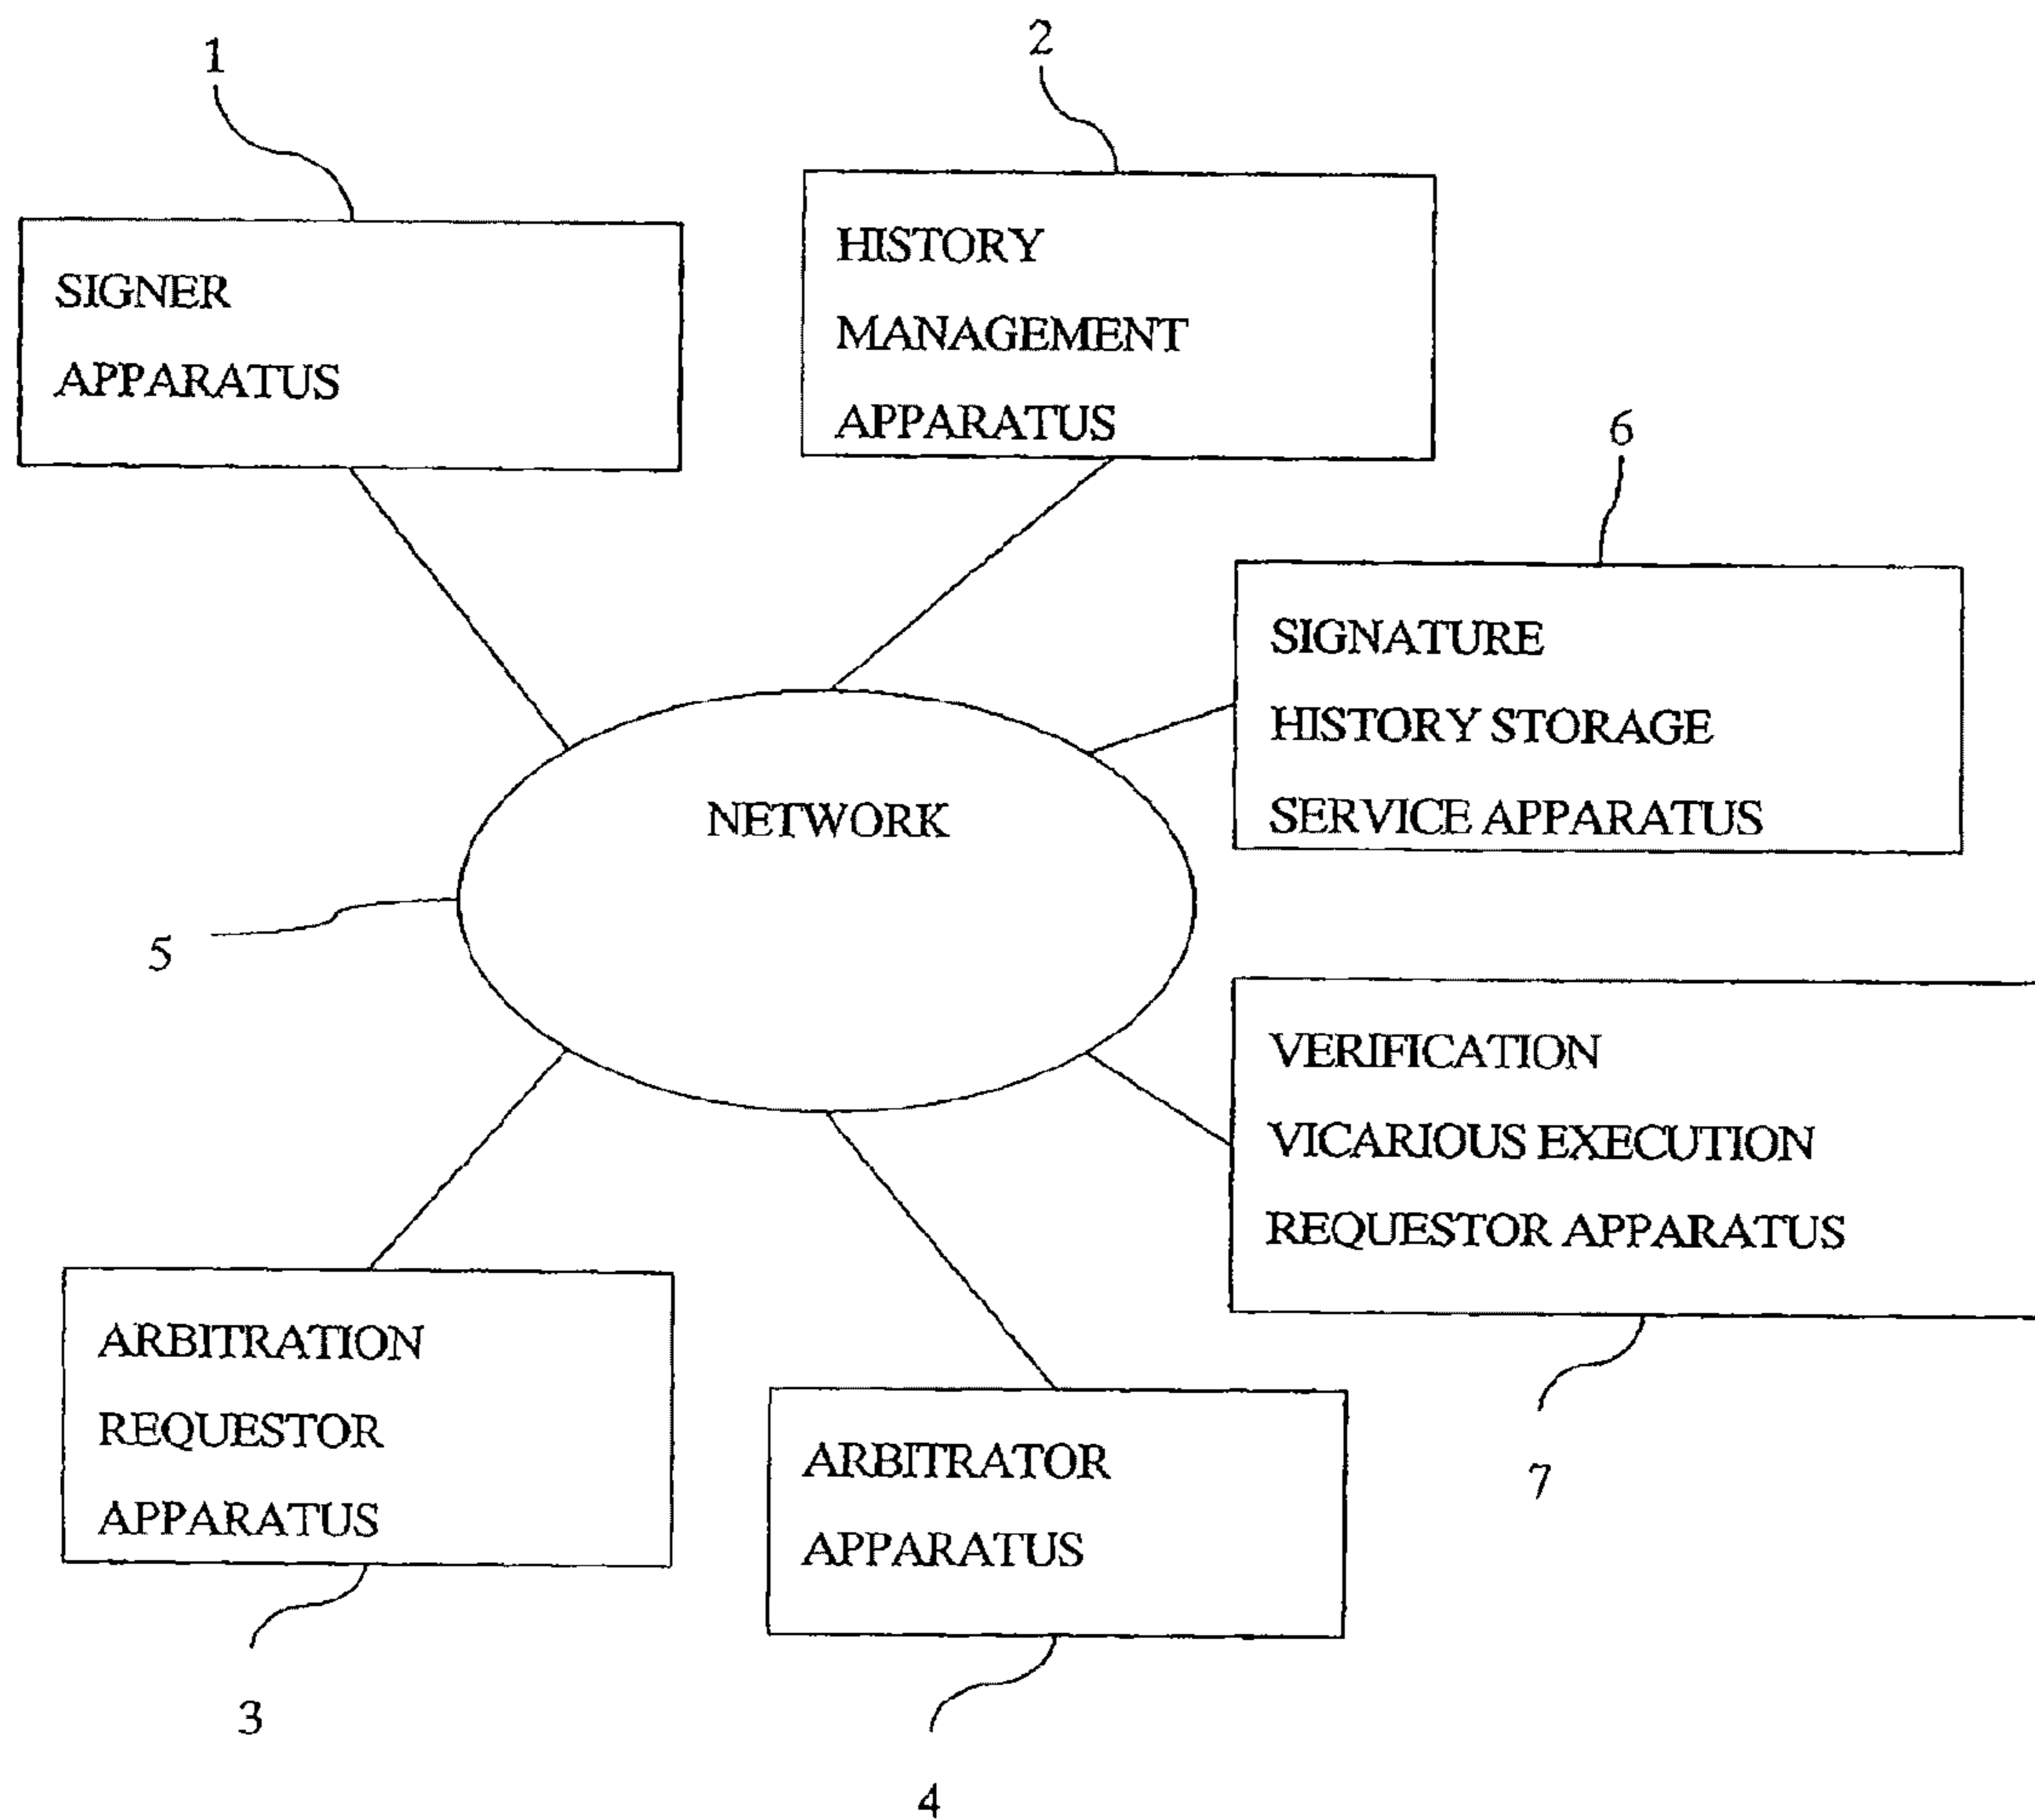 1
2
SIGNER
APPARATUS
HISTORY
MANAGEMENT
APPARATUS
6
SIGNATURE
HISTORY STORAGE
SERVICE APPARATUS
NETWORK
5
VERIFICATION
VICARIOUS EXECUTION
REQUESTOR APPARATUS
7
ARBITRATION
REQUESTOR
APPARATUS
3
ARBITRATOR
APPARATUS
4